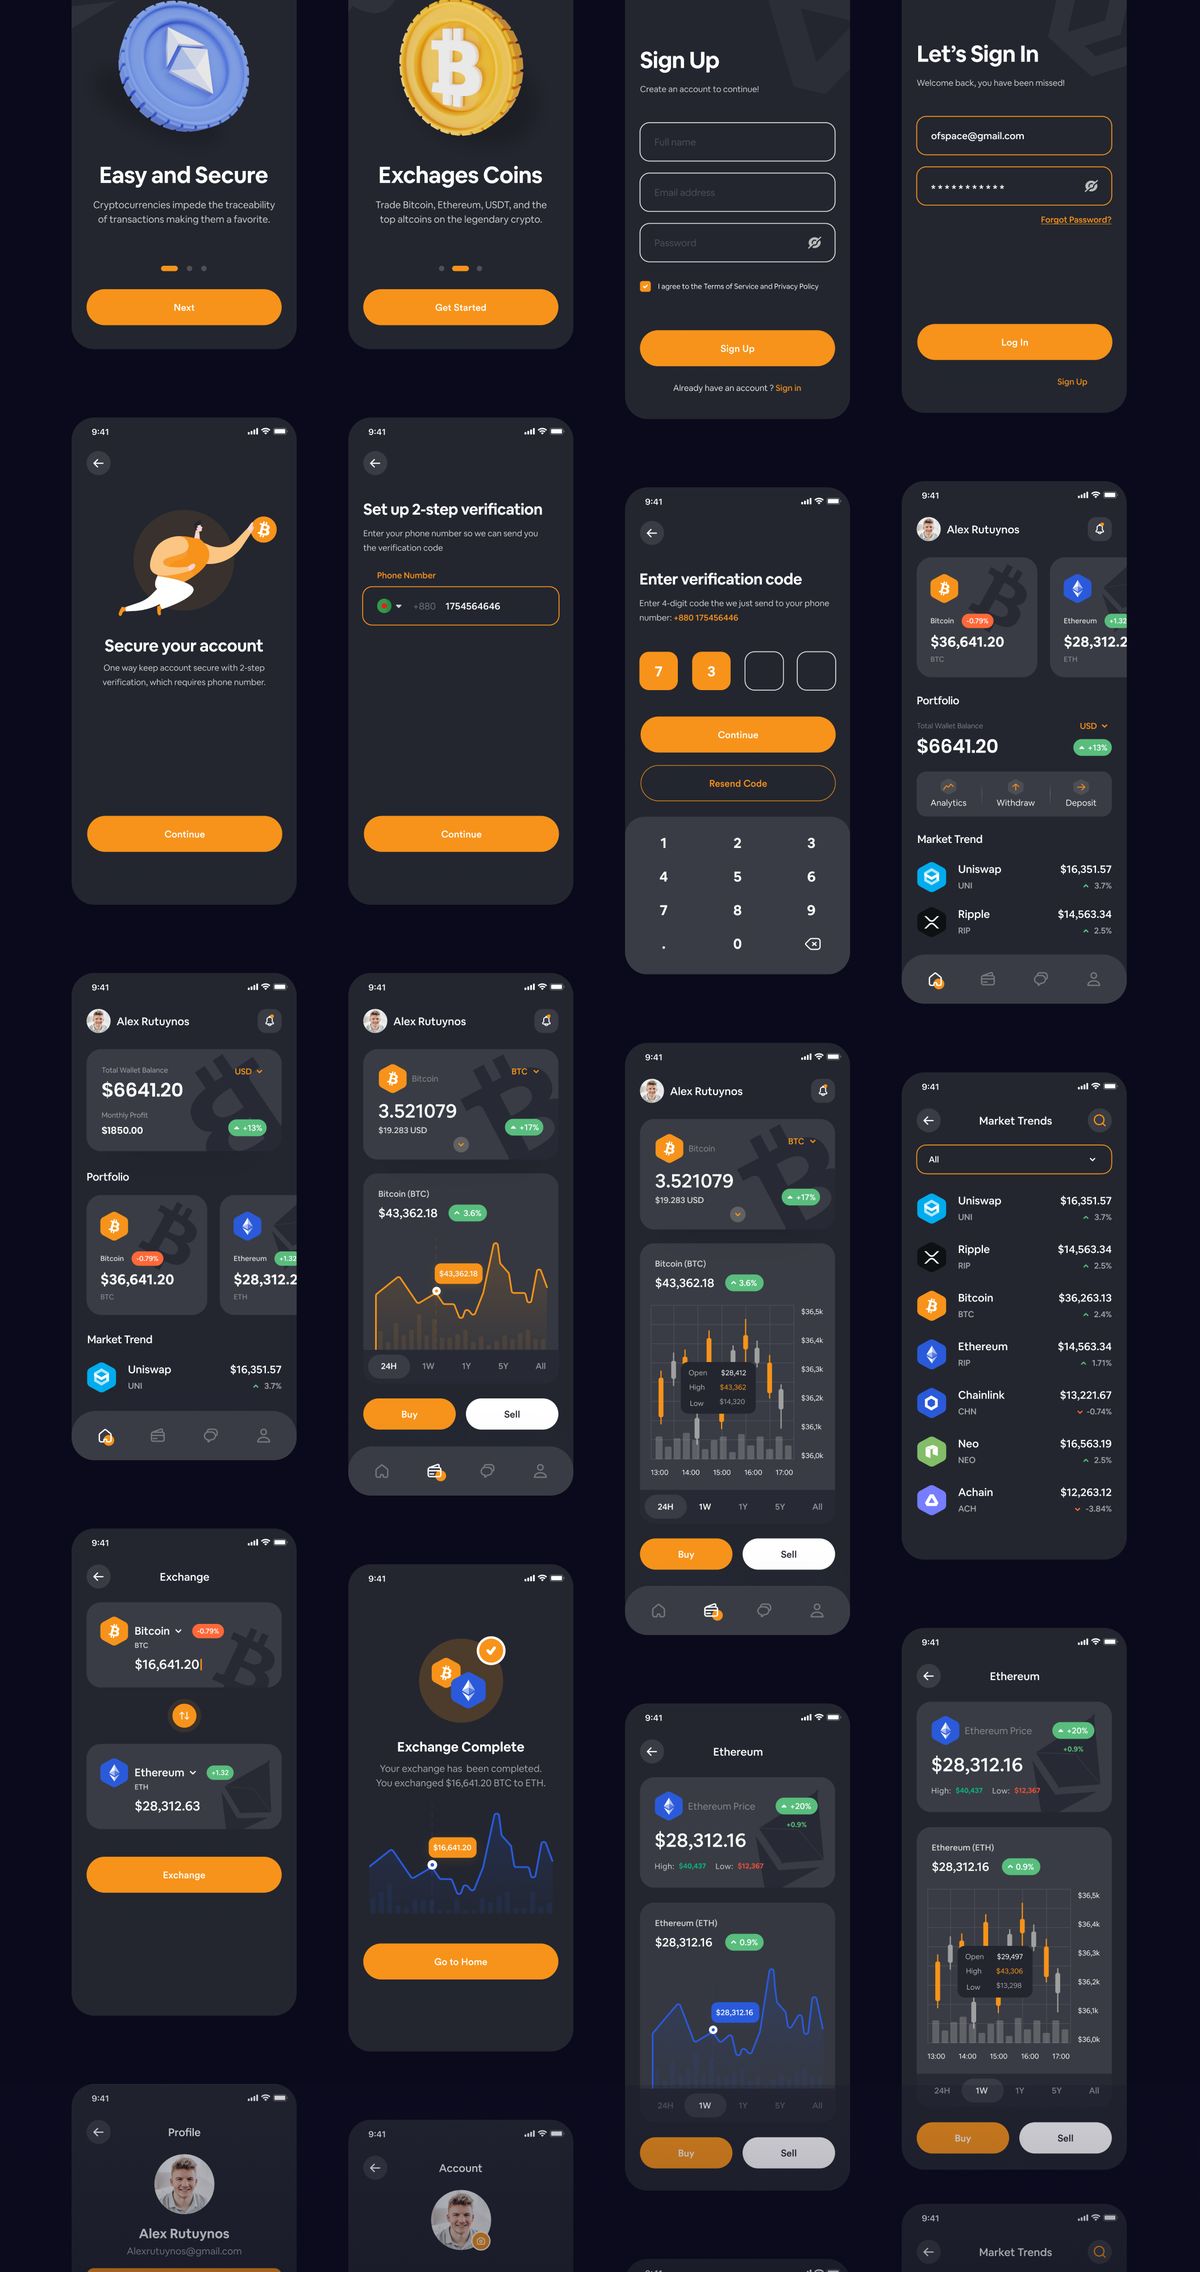 Easy and Secure
Cryptocurrencies impede the traceability
of transactions making them a favorite.
Next
Exchages Coins
Trade Bitcoin, Ethereum, USDT, and the
top altcoins on the legendary crypto.
Get Started
Sign Up
Create an account to continue!
Full name
Email address
Password
I agree to the Terms of Service and Privacy Policy
Sign Up
Already have an account ? Sign in
Let's Sign In
Welcome back, you have been missed!
ofspace@gmail.com
***********
Forgot Password?
Log In
Sign Up
9:41
Secure your account
One way keep account secure with 2-step
verification, which requires phone number.
Continue
9:41
Set up 2-step verification
Enter your phone number so we can send you
the verification code
Phone Number
+880 1754564646
Continue
9:41
Enter verification code
Enter 4-digit code the we just send to your phone
number: +880 175456446
7 3
Continue
Resend Code
1 2 3
4 5 6
7 8 9
. 0
9:41
Alex Rutuynos
Bitcoin -0.79%
$36,641.20
BTC
Ethereum +1.32
$28,312.2
ETH
Portfolio
Total Wallet Balance USD
$6641.20 +13%
Analytics Withdraw Deposit
Market Trend
Uniswap $16,351.57
UNI 3.7%
Ripple $14,563.34
RIP 2.5%
9:41
Alex Rutuynos
Total Wallet Balance USD
$6641.20
Monthly Profit
$1850.00 +13%
Portfolio
Bitcoin -0.79%
$36,641.20
BTC
Ethereum +1.32
$28,312.2
ETH
Market Trend
Uniswap $16,351.57
UNI 3.7%
9:41
Alex Rutuynos
Bitcoin BTC
3.521079
$19.283 USD +17%
Bitcoin (BTC)
$43,362.18 3.6%
$43,362.18
24H 1W 1Y 5Y All
Buy Sell
9:41
Alex Rutuynos
Bitcoin BTC
3.521079
$19.283 USD +17%
Bitcoin (BTC)
$43,362.18 3.6%
$36,5k
$36,4k
$36,3k
$36,2k
$36,1k
$36,0k
Open $28,412
High $43,362
Low $14,320
13:00 14:00 15:00 16:00 17:00
24H 1W 1Y 5Y All
Buy Sell
9:41
Market Trends
All
Uniswap $16,351.57
UNI 3.7%
Ripple $14,563.34
RIP 2.5%
Bitcoin $36,263.13
BTC 2.4%
Ethereum $14,563.34
RIP 1.71%
Chainlink $13,221.67
CHN -0.74%
Neo $16,563.19
NEO 2.5%
Achain $12,263.12
ACH -3.84%
9:41
Exchange
Bitcoin -0.79%
BTC
$16,641.20
Ethereum +1.32
ETH
$28,312.63
Exchange
9:41
Exchange Complete
Your exchange has been completed.
You exchanged $16,641.20 BTC to ETH.
$16,641.20
Go to Home
9:41
Ethereum
Ethereum Price +20%
+0.9%
$28,312.16
High: $40,437 Low: $12,367
Ethereum (ETH)
$28,312.16 0.9%
$28,312.16
24H 1W 1Y 5Y All
Buy Sell
9:41
Ethereum
Ethereum Price +20%
+0.9%
$28,312.16
High: $40,437 Low: $12,367
Ethereum (ETH)
$28,312.16 0.9%
$36,5k
$36,4k
$36,3k
$36,2k
$36,1k
$36,0k
Open $29,497
High $43,306
Low $13,298
13:00 14:00 15:00 16:00 17:00
24H 1W 1Y 5Y All
Buy Sell
9:41
Profile
Alex Rutuynos
Alexrutuynos@gmail.com
9:41
Account
9:41
Market Trends